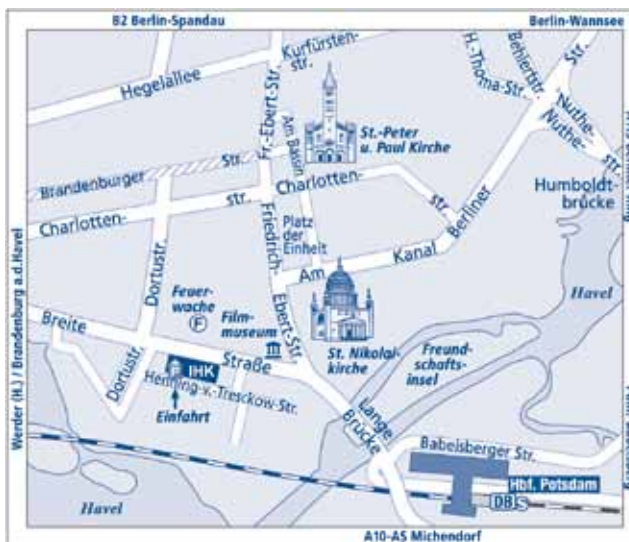 B2 Berlin-Spandau
Berlin-Wannsee
Kurfürsten-
str.
Hegelallee
H.-Thoma-Str.
Behlertstr.
Str.
Nuthe-
Nuthe-
str.
Fr.-Ebert-Str.
Am Bassin
St.-Peter
u. Paul Kirche
Brandenburger
Str.
Charlotten-
str.
Charlotten-
str.
Humboldt-
brücke
Berliner
Dortustr.
Friedrich-
Ebert-Str.
Platz
der
Einheit
Am
Kanal
Havel
Feuer-
wache
F
Film-
museum
Breite
Straße
St. Nikolai-
kirche
Freund-
schafts-
insel
Dortustr.
IHK
Henning-v.-Tresckow-Str.
Einfahrt
Lange
Brücke
Babelsberger Str.
Hbf. Potsdam
DB
S
Havel
Werder (H.) / Brandenburg a.d.Havel
A10-AS Michendorf